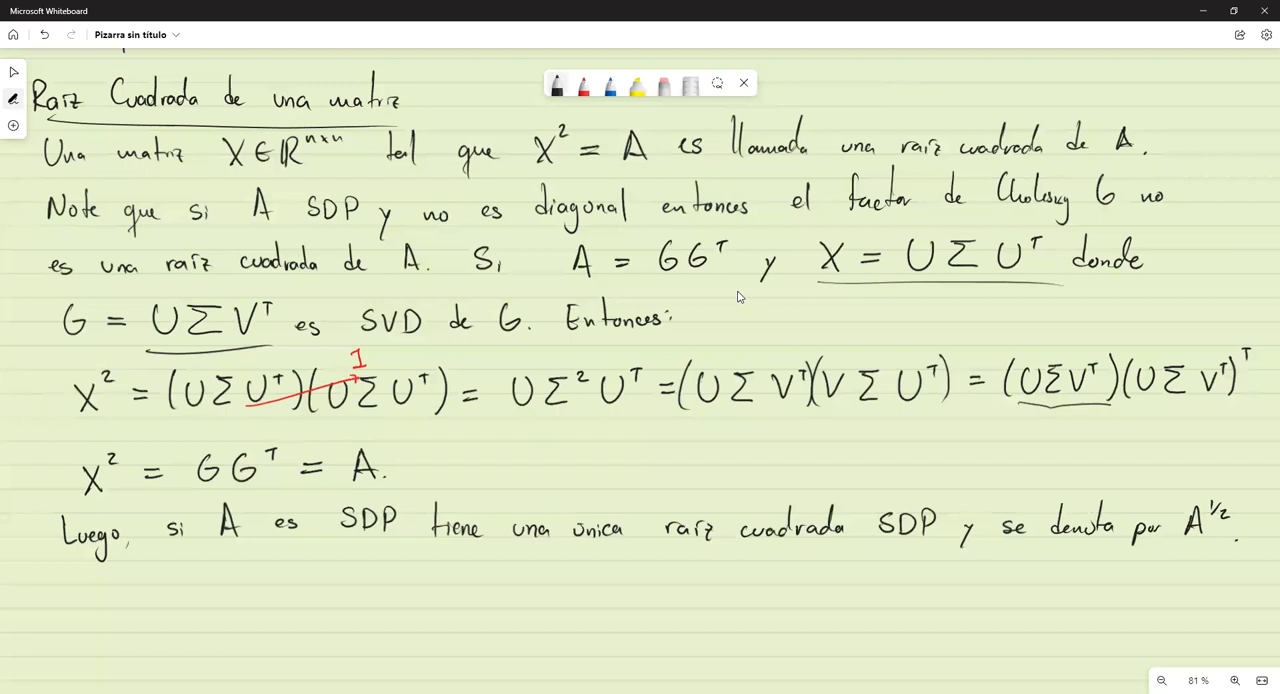 Microsoft Whiteboard
Pizarra sin título
Raíz Cuadrada de una matriz
Una matriz X ∈ ℝⁿˣⁿ tal que X² = A es llamada una raíz cuadrada de A.
Note que si A SDP y no es diagonal entonces el factor de Cholesky G no
es una raíz cuadrada de A. Si A = GGᵀ y X = UΣUᵀ donde
G = UΣVᵀ es SVD de G. Entonces:
1
X² = (UΣUᵀ)(UΣUᵀ) = UΣ²Uᵀ = (UΣVᵀ)(VΣUᵀ) = (UΣVᵀ)(UΣVᵀ)ᵀ
X² = GGᵀ = A.
Luego, si A es SDP tiene una única raíz cuadrada SDP y se denota por A^1/2.
81 %